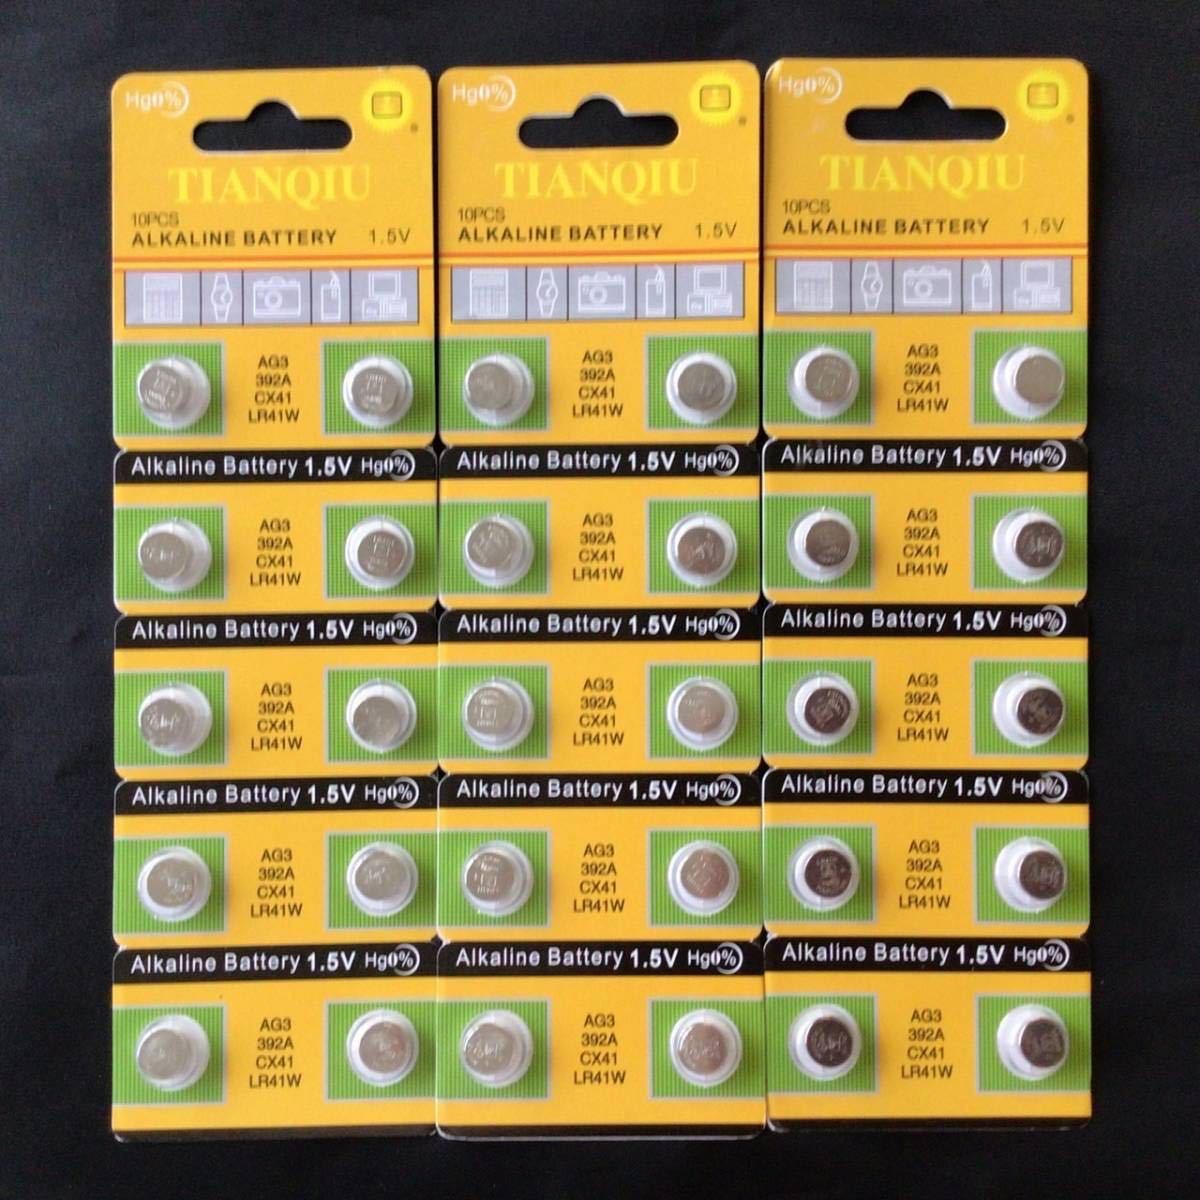 Hg0%
TIANQIU
10PCS
ALKALINE BATTERY 1.5V
AG3
392A
CX41
LR41W
Alkaline Battery 1.5V Hg0%
AG3
392A
CX41
LR41W
Alkaline Battery 1.5V Hg0%
AG3
392A
CX41
LR41W
Alkaline Battery 1.5V Hg0%
AG3
392A
CX41
LR41W
Alkaline Battery 1.5V Hg0%
AG3
392A
CX41
LR41W
Hg0%
TIANQIU
10PCS
ALKALINE BATTERY 1.5V
AG3
392A
CX41
LR41W
Alkaline Battery 1.5V Hg0%
AG3
392A
CX41
LR41W
Alkaline Battery 1.5V Hg0%
AG3
392A
CX41
LR41W
Alkaline Battery 1.5V Hg0%
AG3
392A
CX41
LR41W
Alkaline Battery 1.5V Hg0%
AG3
392A
CX41
LR41W
Hg0%
TIANQIU
10PCS
ALKALINE BATTERY 1.5V
AG3
392A
CX41
LR41W
Alkaline Battery 1.5V Hg0%
AG3
392A
CX41
LR41W
Alkaline Battery 1.5V Hg0%
AG3
392A
CX41
LR41W
Alkaline Battery 1.5V Hg0%
AG3
392A
CX41
LR41W
Alkaline Battery 1.5V Hg0%
AG3
392A
CX41
LR41W